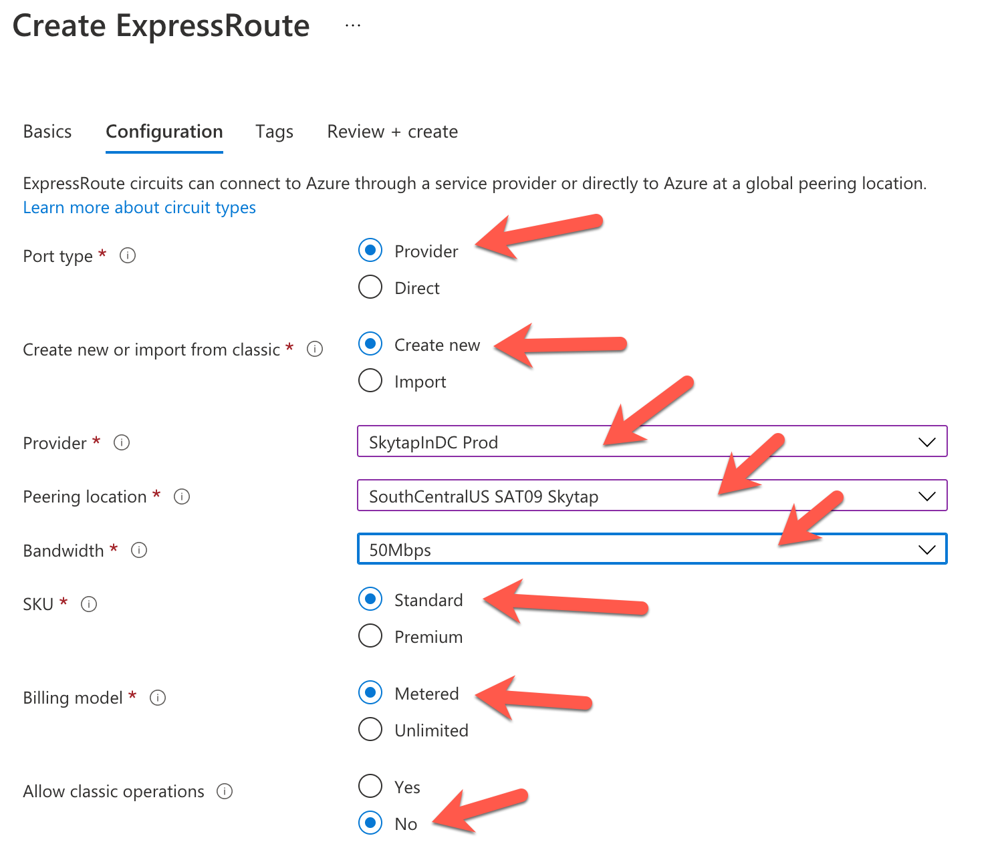 Create ExpressRoute ...
Basics Configuration Tags Review + create
ExpressRoute circuits can connect to Azure through a service provider or directly to Azure at a global peering location.
Learn more about circuit types
Port type * Provider
Direct
Create new or import from classic * Create new
Import
Provider * SkytapInDC Prod
Peering location * SouthCentralUS SAT09 Skytap
Bandwidth * 50Mbps
SKU * Standard
Premium
Billing model * Metered
Unlimited
Allow classic operations Yes
No